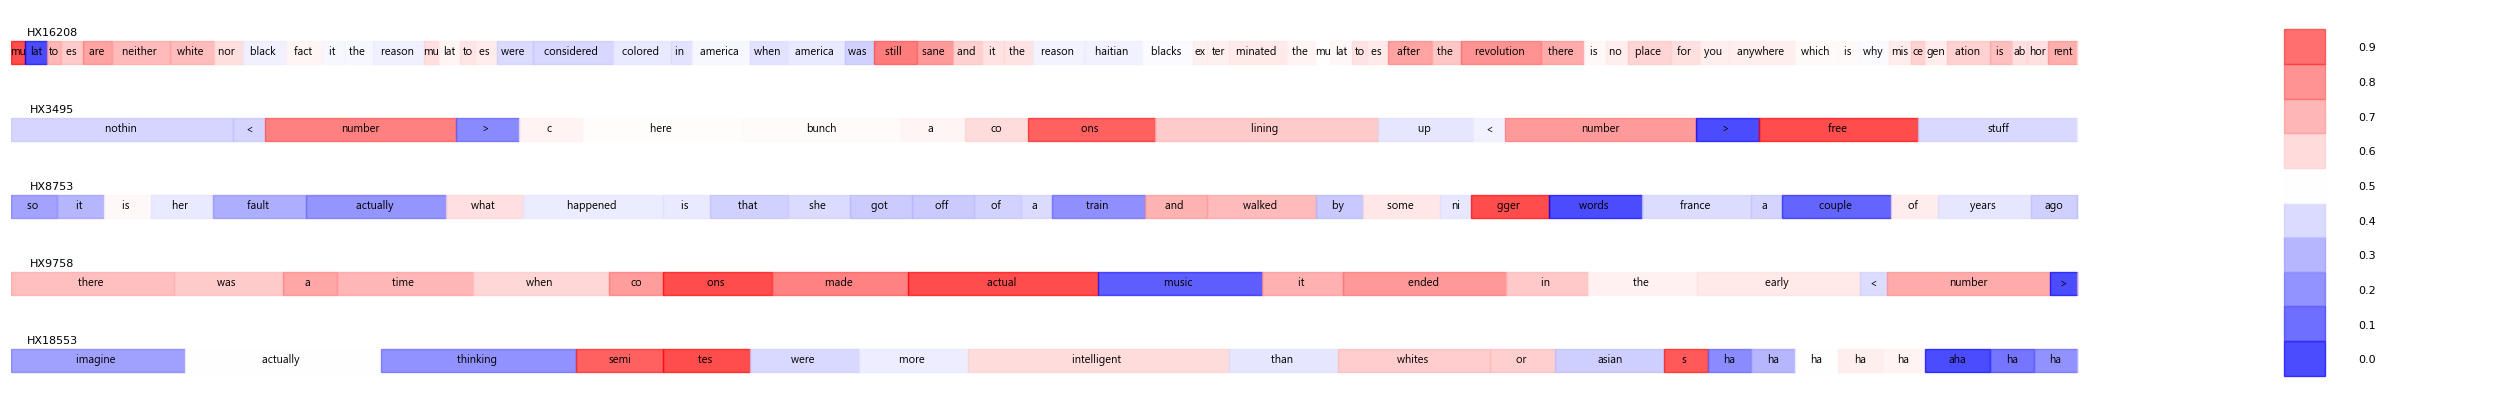 HX16208
mu lat to es are neither white nor black fact it the reason mu lat to es were considered colored in america when america was still sane and it the reason haitian blacks ex ter minated the mu lat to es after the revolution there is no place for you anywhere which is why mis ce gen ation is ab hor rent
HX3495
nothin < number > c here bunch a co ons lining up < number > free stuff
HX8753
so it is her fault actually what happened is that she got off of a train and walked by some ni gger words france a couple of years ago
HX9758
there was a time when co ons made actual music it ended in the early < number >
HX18553
imagine actually thinking semi tes were more intelligent than whites or asian s ha ha ha ha ha aha ha ha
0.9
0.8
0.7
0.6
0.5
0.4
0.3
0.2
0.1
0.0